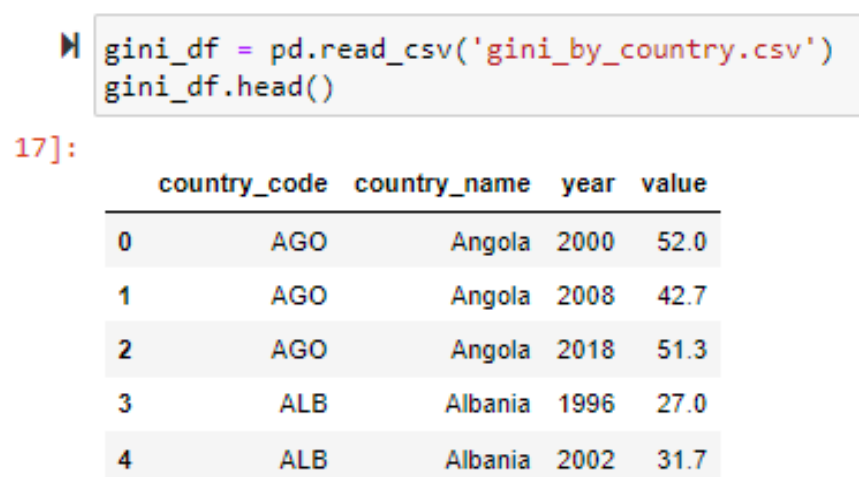 gini_df = pd.read_csv('gini_by_country.csv')
gini_df.head()
17]:
country_code country_name year value
0 AGO Angola 2000 52.0
1 AGO Angola 2008 42.7
2 AGO Angola 2018 51.3
3 ALB Albania 1996 27.0
4 ALB Albania 2002 31.7